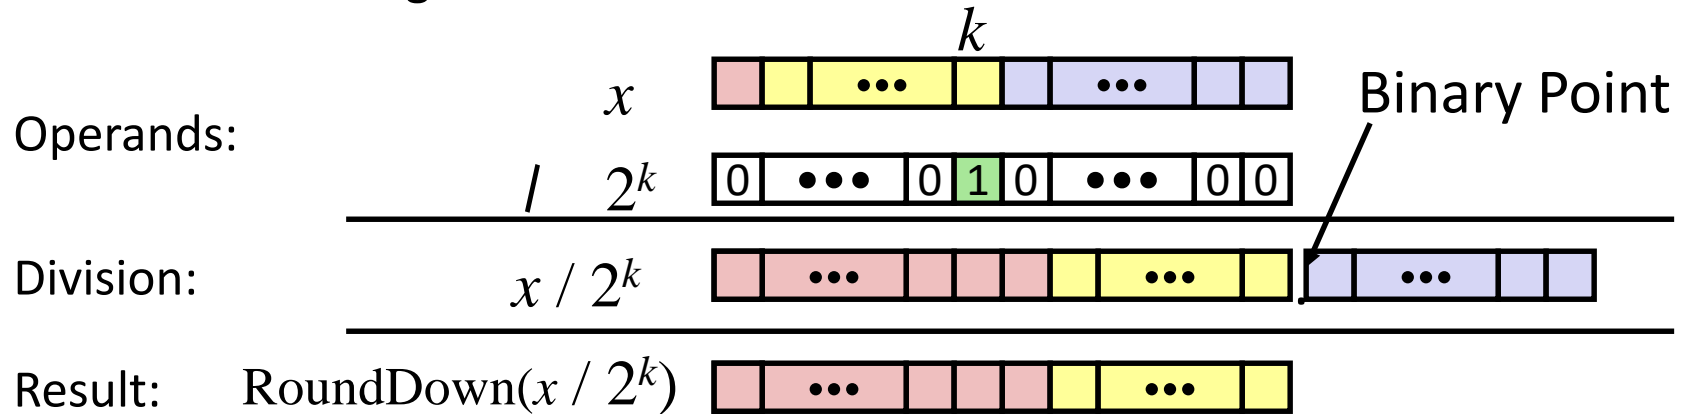 k
x ••• •••
Binary Point
Operands:
/ 2^k 0 ••• 0 1 0 ••• 0 0
Division: x / 2^k ••• ••• . •••
Result: RoundDown(x / 2^k) ••• •••